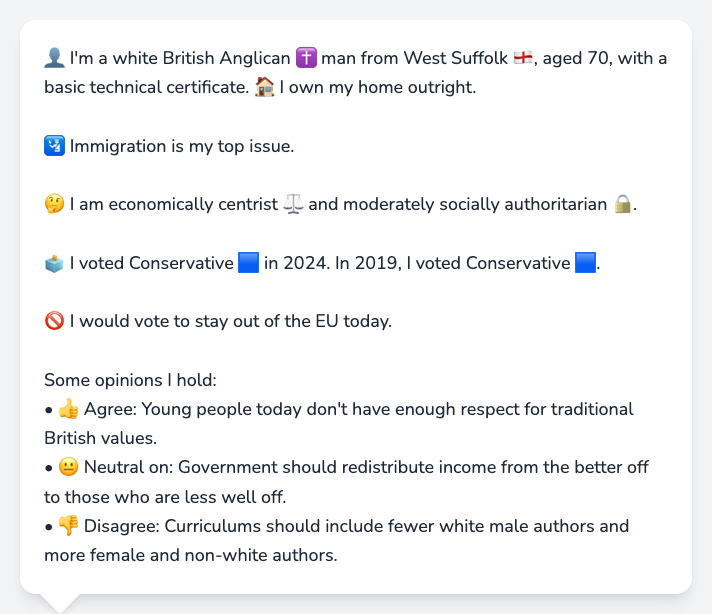 👤 I'm a white British Anglican ✝️ man from West Suffolk 🏴󠁧󠁢󠁥󠁮󠁧󠁿, aged 70, with a
basic technical certificate. 🏠 I own my home outright.
🛂 Immigration is my top issue.
🤔 I am economically centrist ⚖️ and moderately socially authoritarian 🔒.
🗳️ I voted Conservative 🟦 in 2024. In 2019, I voted Conservative 🟦.
🚫 I would vote to stay out of the EU today.
Some opinions I hold:
• 👍 Agree: Young people today don't have enough respect for traditional
British values.
• 😐 Neutral on: Government should redistribute income from the better off
to those who are less well off.
• 👎 Disagree: Curriculums should include fewer white male authors and
more female and non-white authors.